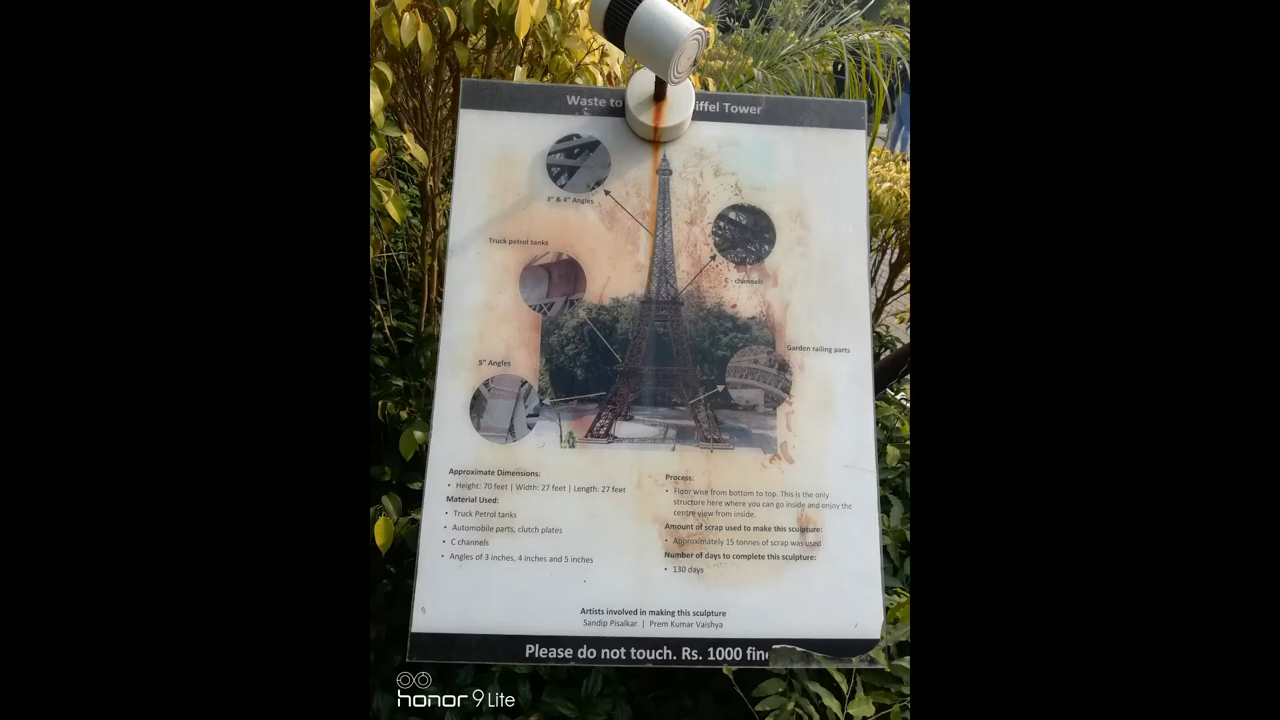 Waste to iffel Tower
3" & 4" Angles
Truck petrol tanks
C - channels
Garden railing parts
5" Angles
Approximate Dimensions:
• Height: 70 feet | Width: 27 feet | Length: 27 feet
Material Used:
• Truck Petrol tanks
• Automobile parts, clutch plates
• C channels
• Angles of 3 inches, 4 inches and 5 inches
Process:
• Floor wise from bottom to top. This is the only
structure here where you can go inside and enjoy the
centre view from inside.
Amount of scrap used to make this sculpture:
• Approximately 15 tonnes of scrap was used
Number of days to complete this sculpture:
• 130 days
Artists involved in making this sculpture
Sandip Pisalkar | Prem Kumar Vaishya
Please do not touch. Rs. 1000 fine
honor 9 Lite